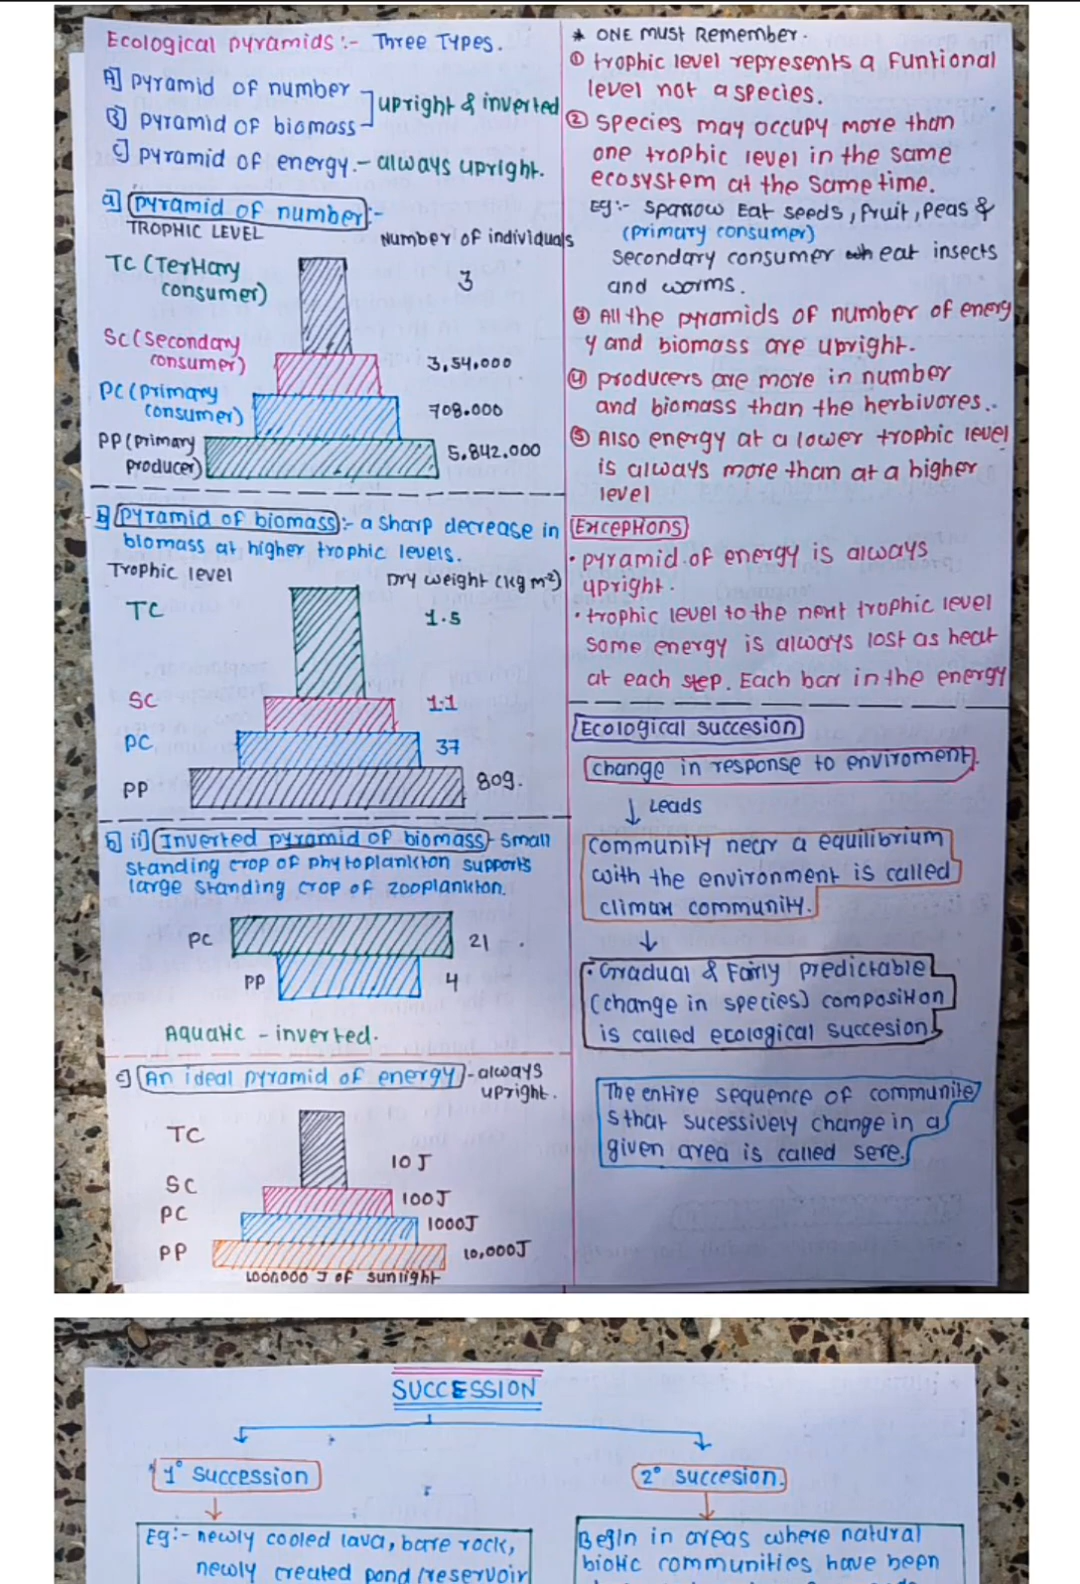 Ecological pyramids :- Three Types.
A] pyramid of number
B] pyramid of biomass
upright & inverted
C] pyramid of energy. - always upright.
a] pyramid of number :-
TROPHIC LEVEL
Number of individuals
TC (Tertiary
consumer)
3
SC (Secondary
consumer)
3,54,000
PC (Primary
consumer)
708.000
PP (Primary
producer)
5.842.000
B] pyramid of biomass :- a sharp decrease in
biomass at higher trophic levels.
Trophic level
Dry weight (kg m²)
TC
1.5
SC
1.1
PC
37
PP
809.
b] ii) Inverted pyramid of biomass - small
standing crop of phytoplankton supports
large standing crop of zooplankton.
PC
21
PP
4
Aquatic - inverted.
c] An ideal pyramid of energy - always
upright.
TC
10 J
SC
100J
PC
1000J
PP
10,000J
1000000 J of sunlight
* ONE must Remember.
① trophic level represents a Funtional
level not a species.
② species may occupy more than
one trophic level in the same
ecosystem at the same time.
Eg :- sparrow Eat seeds, fruit, peas &
(primary consumer)
secondary consumer eat insects
and worms.
③ All the pyramids of number of energ
y and biomass are upright.
④ producers are more in number
and biomass than the herbivores..
⑤ Also energy at a lower trophic level
is always more than at a higher
level
Exceptions
• pyramid of energy is always
upright.
• trophic level to the next trophic level
some energy is always lost as heat
at each step. Each bar in the energy
Ecological succesion
change in response to enviroment.
↓ Leads
community near a equilibrium
with the environment is called
climax community.
↓
• Gradual & Fairly predictable
(change in species) composition
is called ecological succesion
The entire sequence of communite
s that sucessively change in a
given area is called sere.
SUCCESSION
1° succession
2° succesion.
Eg :- newly cooled lava, bare rock,
newly created pond/reservoir
Begin in areas where natural
biotic communities have been